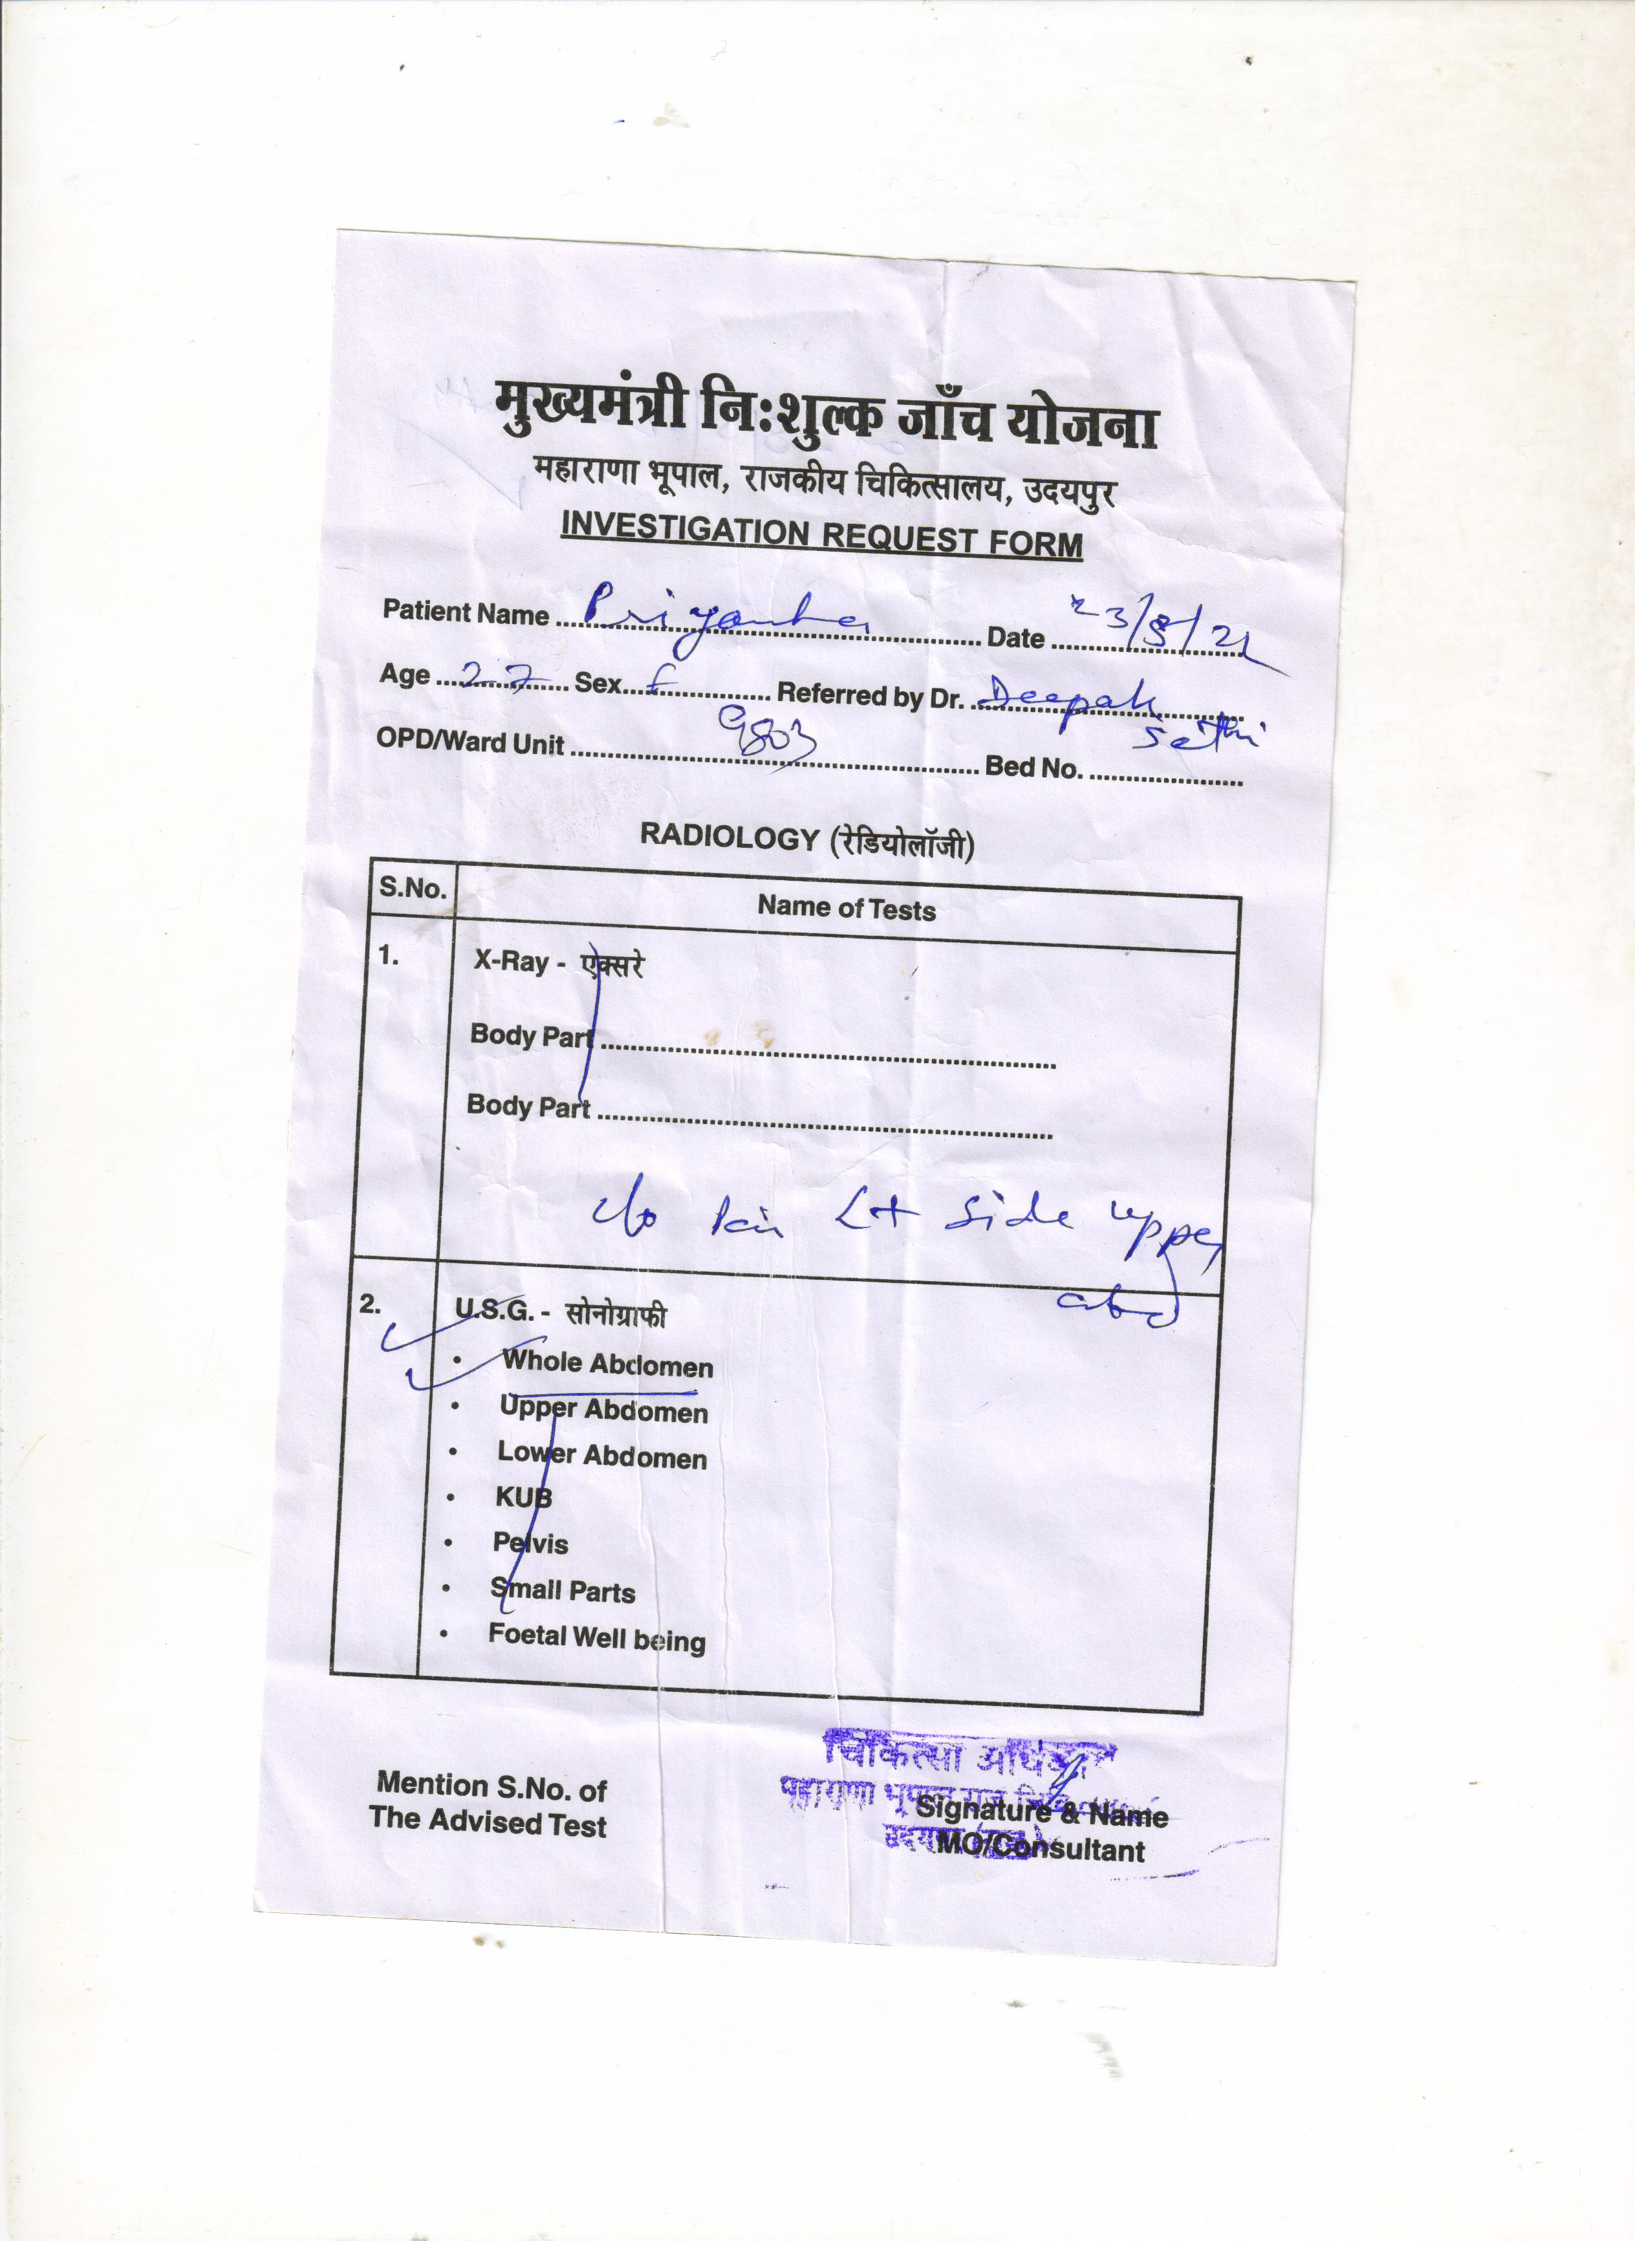 मुख्यमंत्री नि:शुल्क जाँच योजना
महाराणा भूपाल, राजकीय चिकित्सालय, उदयपुर
INVESTIGATION REQUEST FORM
Patient Name Priyanka Date 23/8/21
Age 27 Sex F Referred by Dr. Deepak
Sethi
OPD/Ward Unit 9803 Bed No.
RADIOLOGY (रेडियोलॉजी)
S.No. Name of Tests
1. X-Ray - ऐक्सरे
Body Part
Body Part
c/o Pain Lt side upper
abd
2. U.S.G. - सोनोग्राफी
• Whole Abdomen
• Upper Abdomen
• Lower Abdomen
• KUB
• Pelvis
• Small Parts
• Foetal Well being
Mention S.No. of
The Advised Test
चिकित्सा
महाराणा भूपाल राज
Signature & Name
MO/Consultant